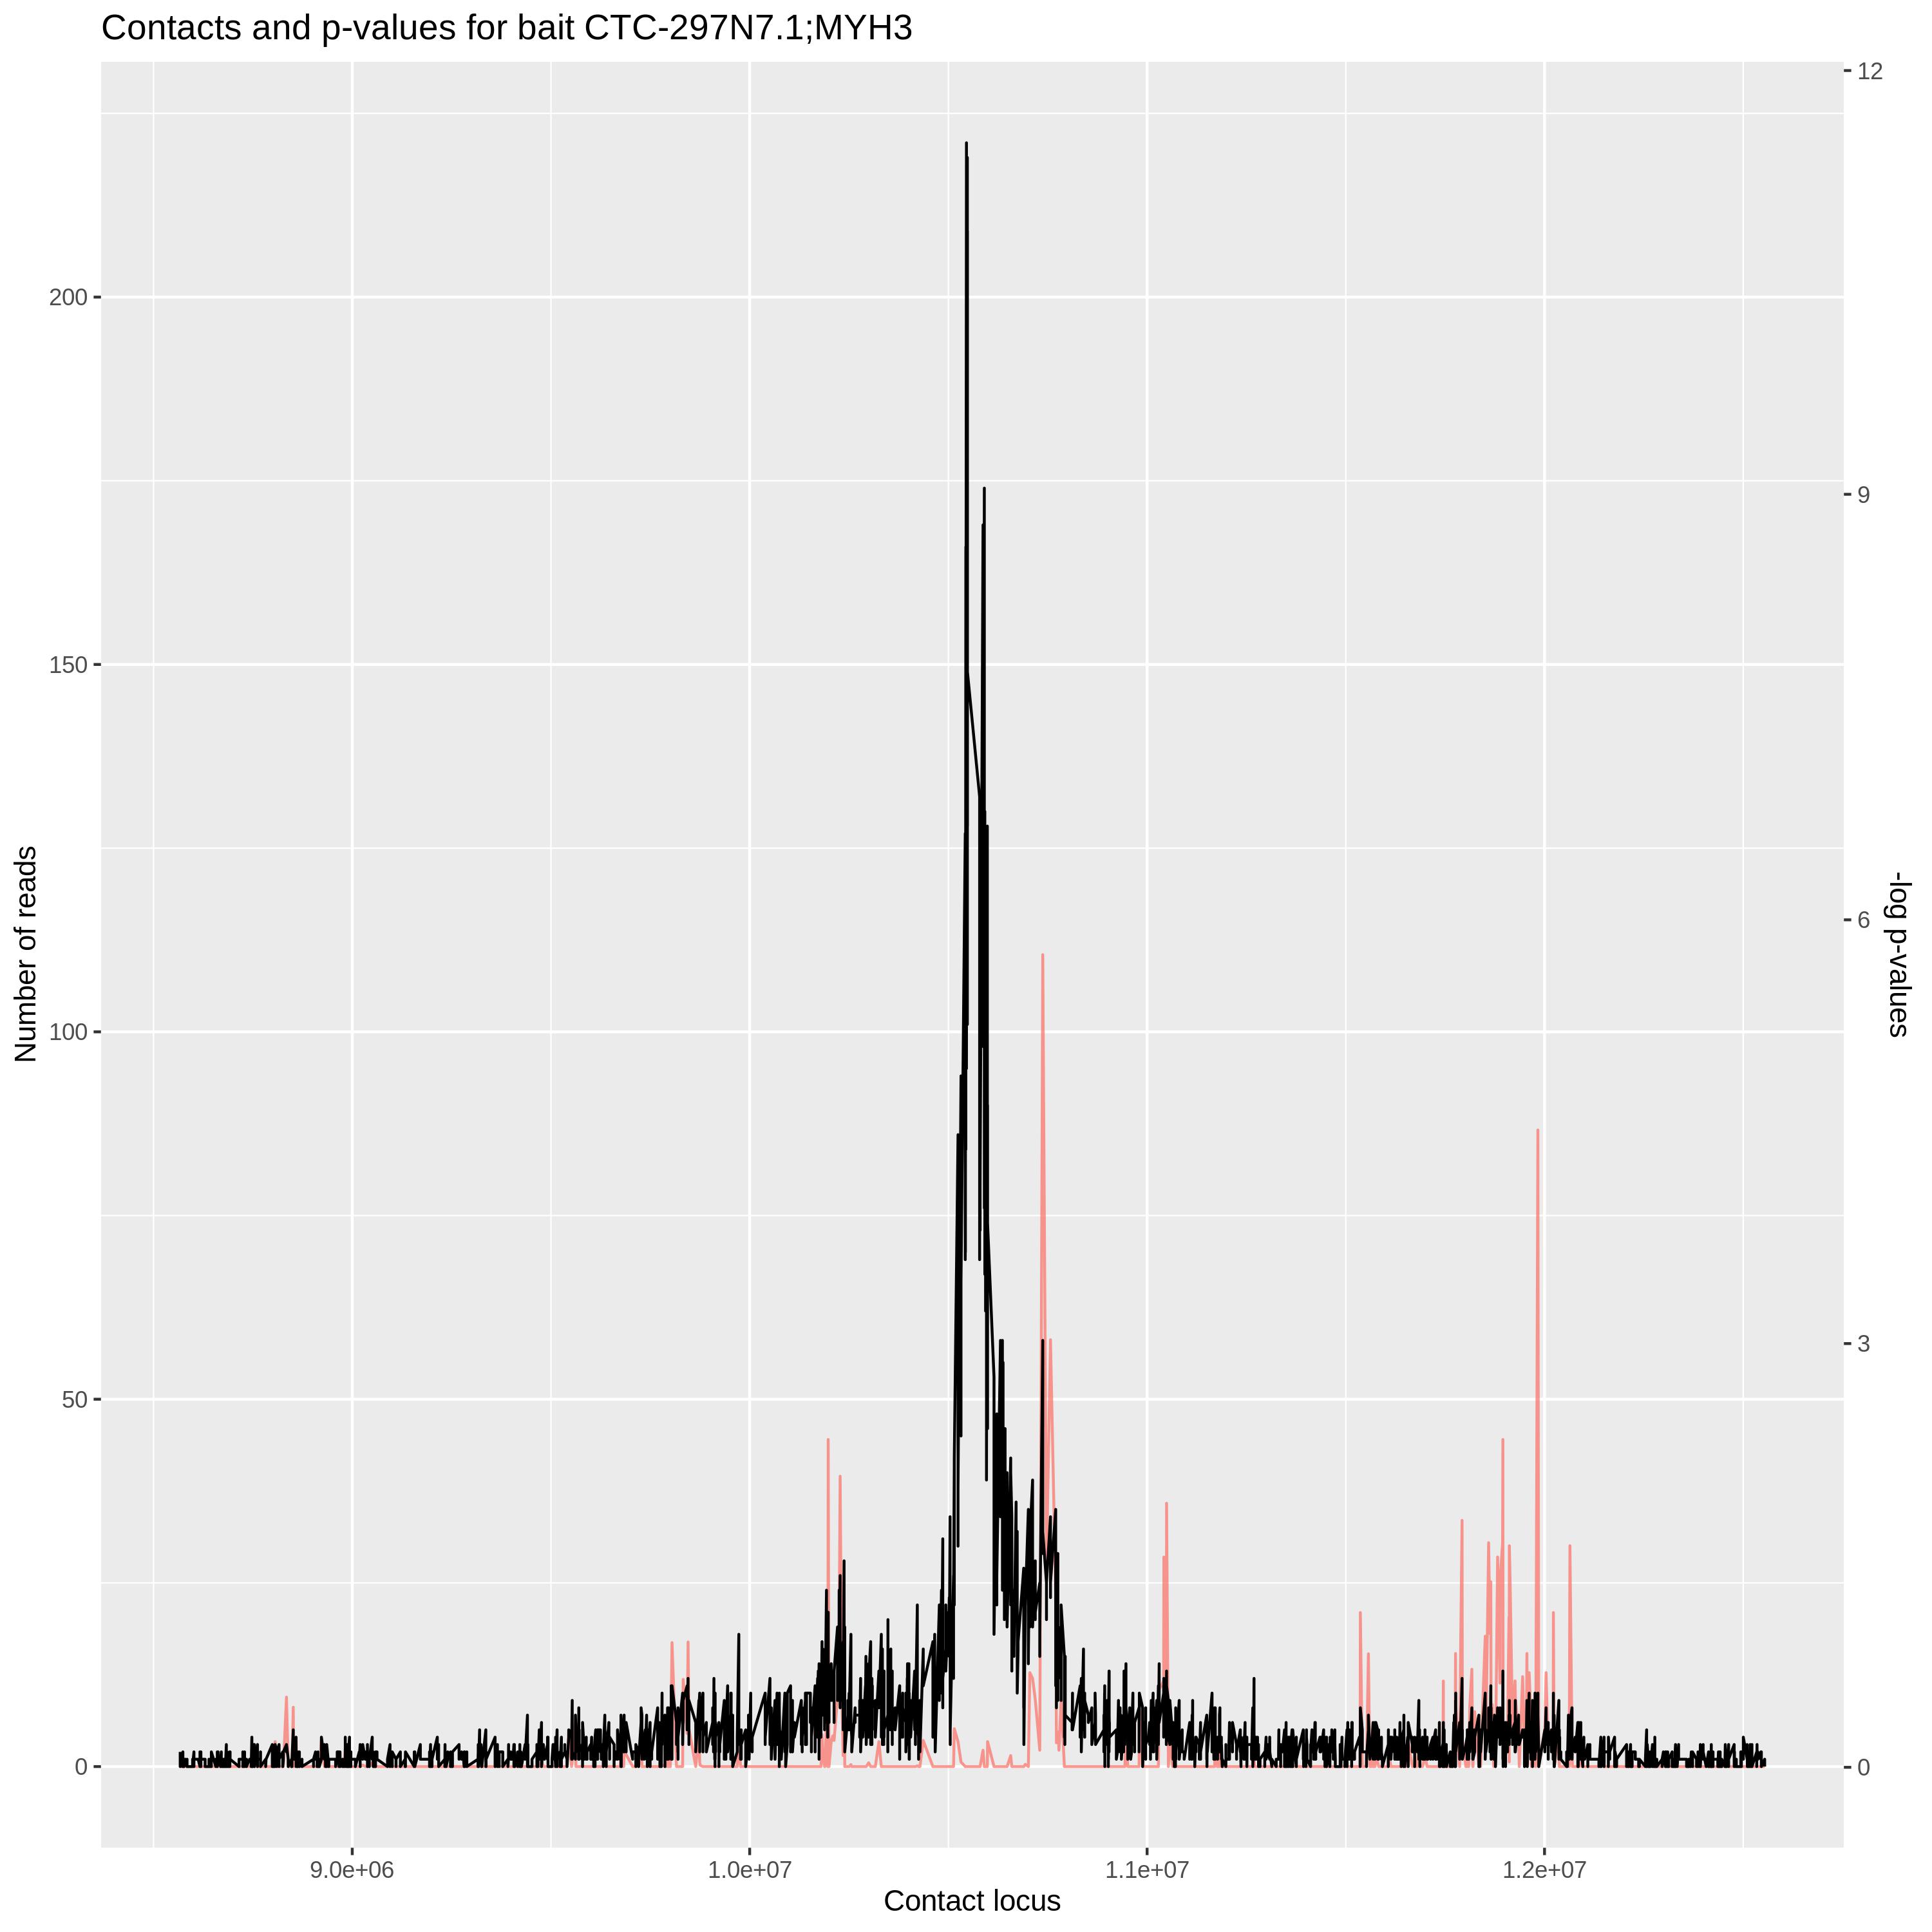 Contacts and p-values for bait CTC-297N7.1;MYH3
12
200
9
150
Number of reads
-log p-values
6
100
3
50
0
0
9.0e+06
1.0e+07
1.1e+07
1.2e+07
Contact locus